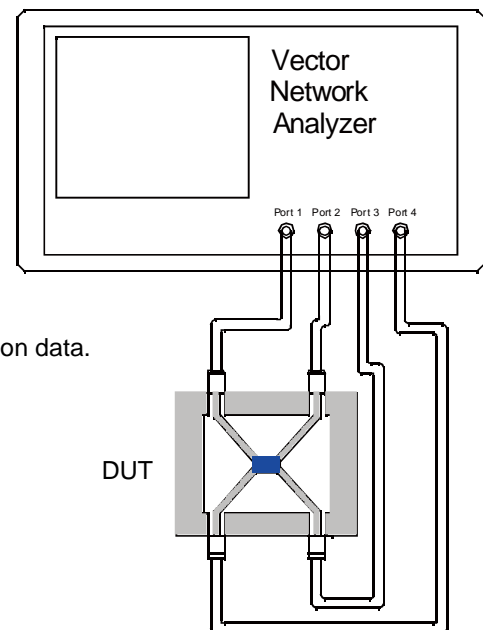 Vector
Network
Analyzer
Port 1 Port 2 Port 3 Port 4
on data.
DUT